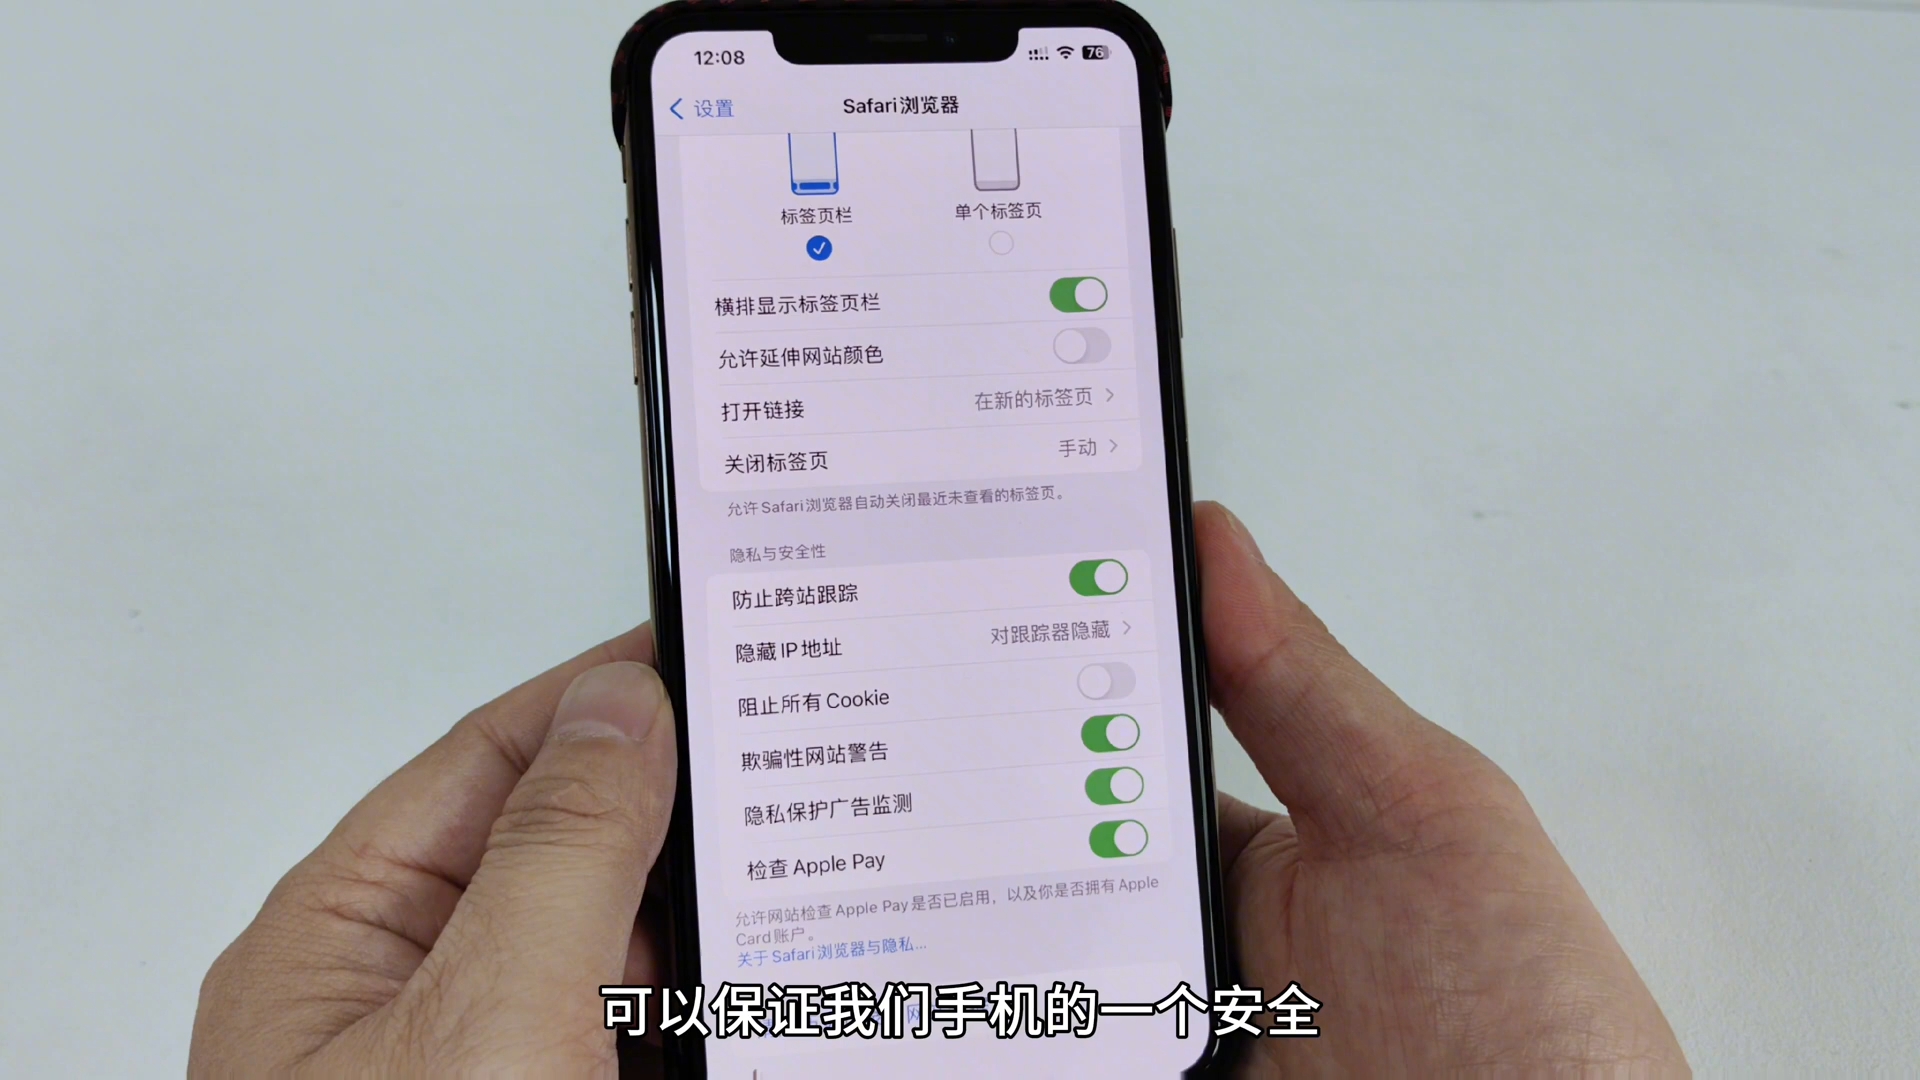 12:08
76
设置
Safari浏览器
标签页栏
单个标签页
横排显示标签页栏
允许延伸网站颜色
打开链接
在新的标签页
关闭标签页
手动
允许Safari浏览器自动关闭最近未查看的标签页。
隐私与安全性
防止跨站跟踪
隐藏IP地址
对跟踪器隐藏
阻止所有Cookie
欺骗性网站警告
隐私保护广告监测
检查Apple Pay
允许网站检查Apple Pay是否已启用，以及你是否拥有Apple
Card账户。
关于Safari浏览器与隐私…
可以保证我们手机的一个安全